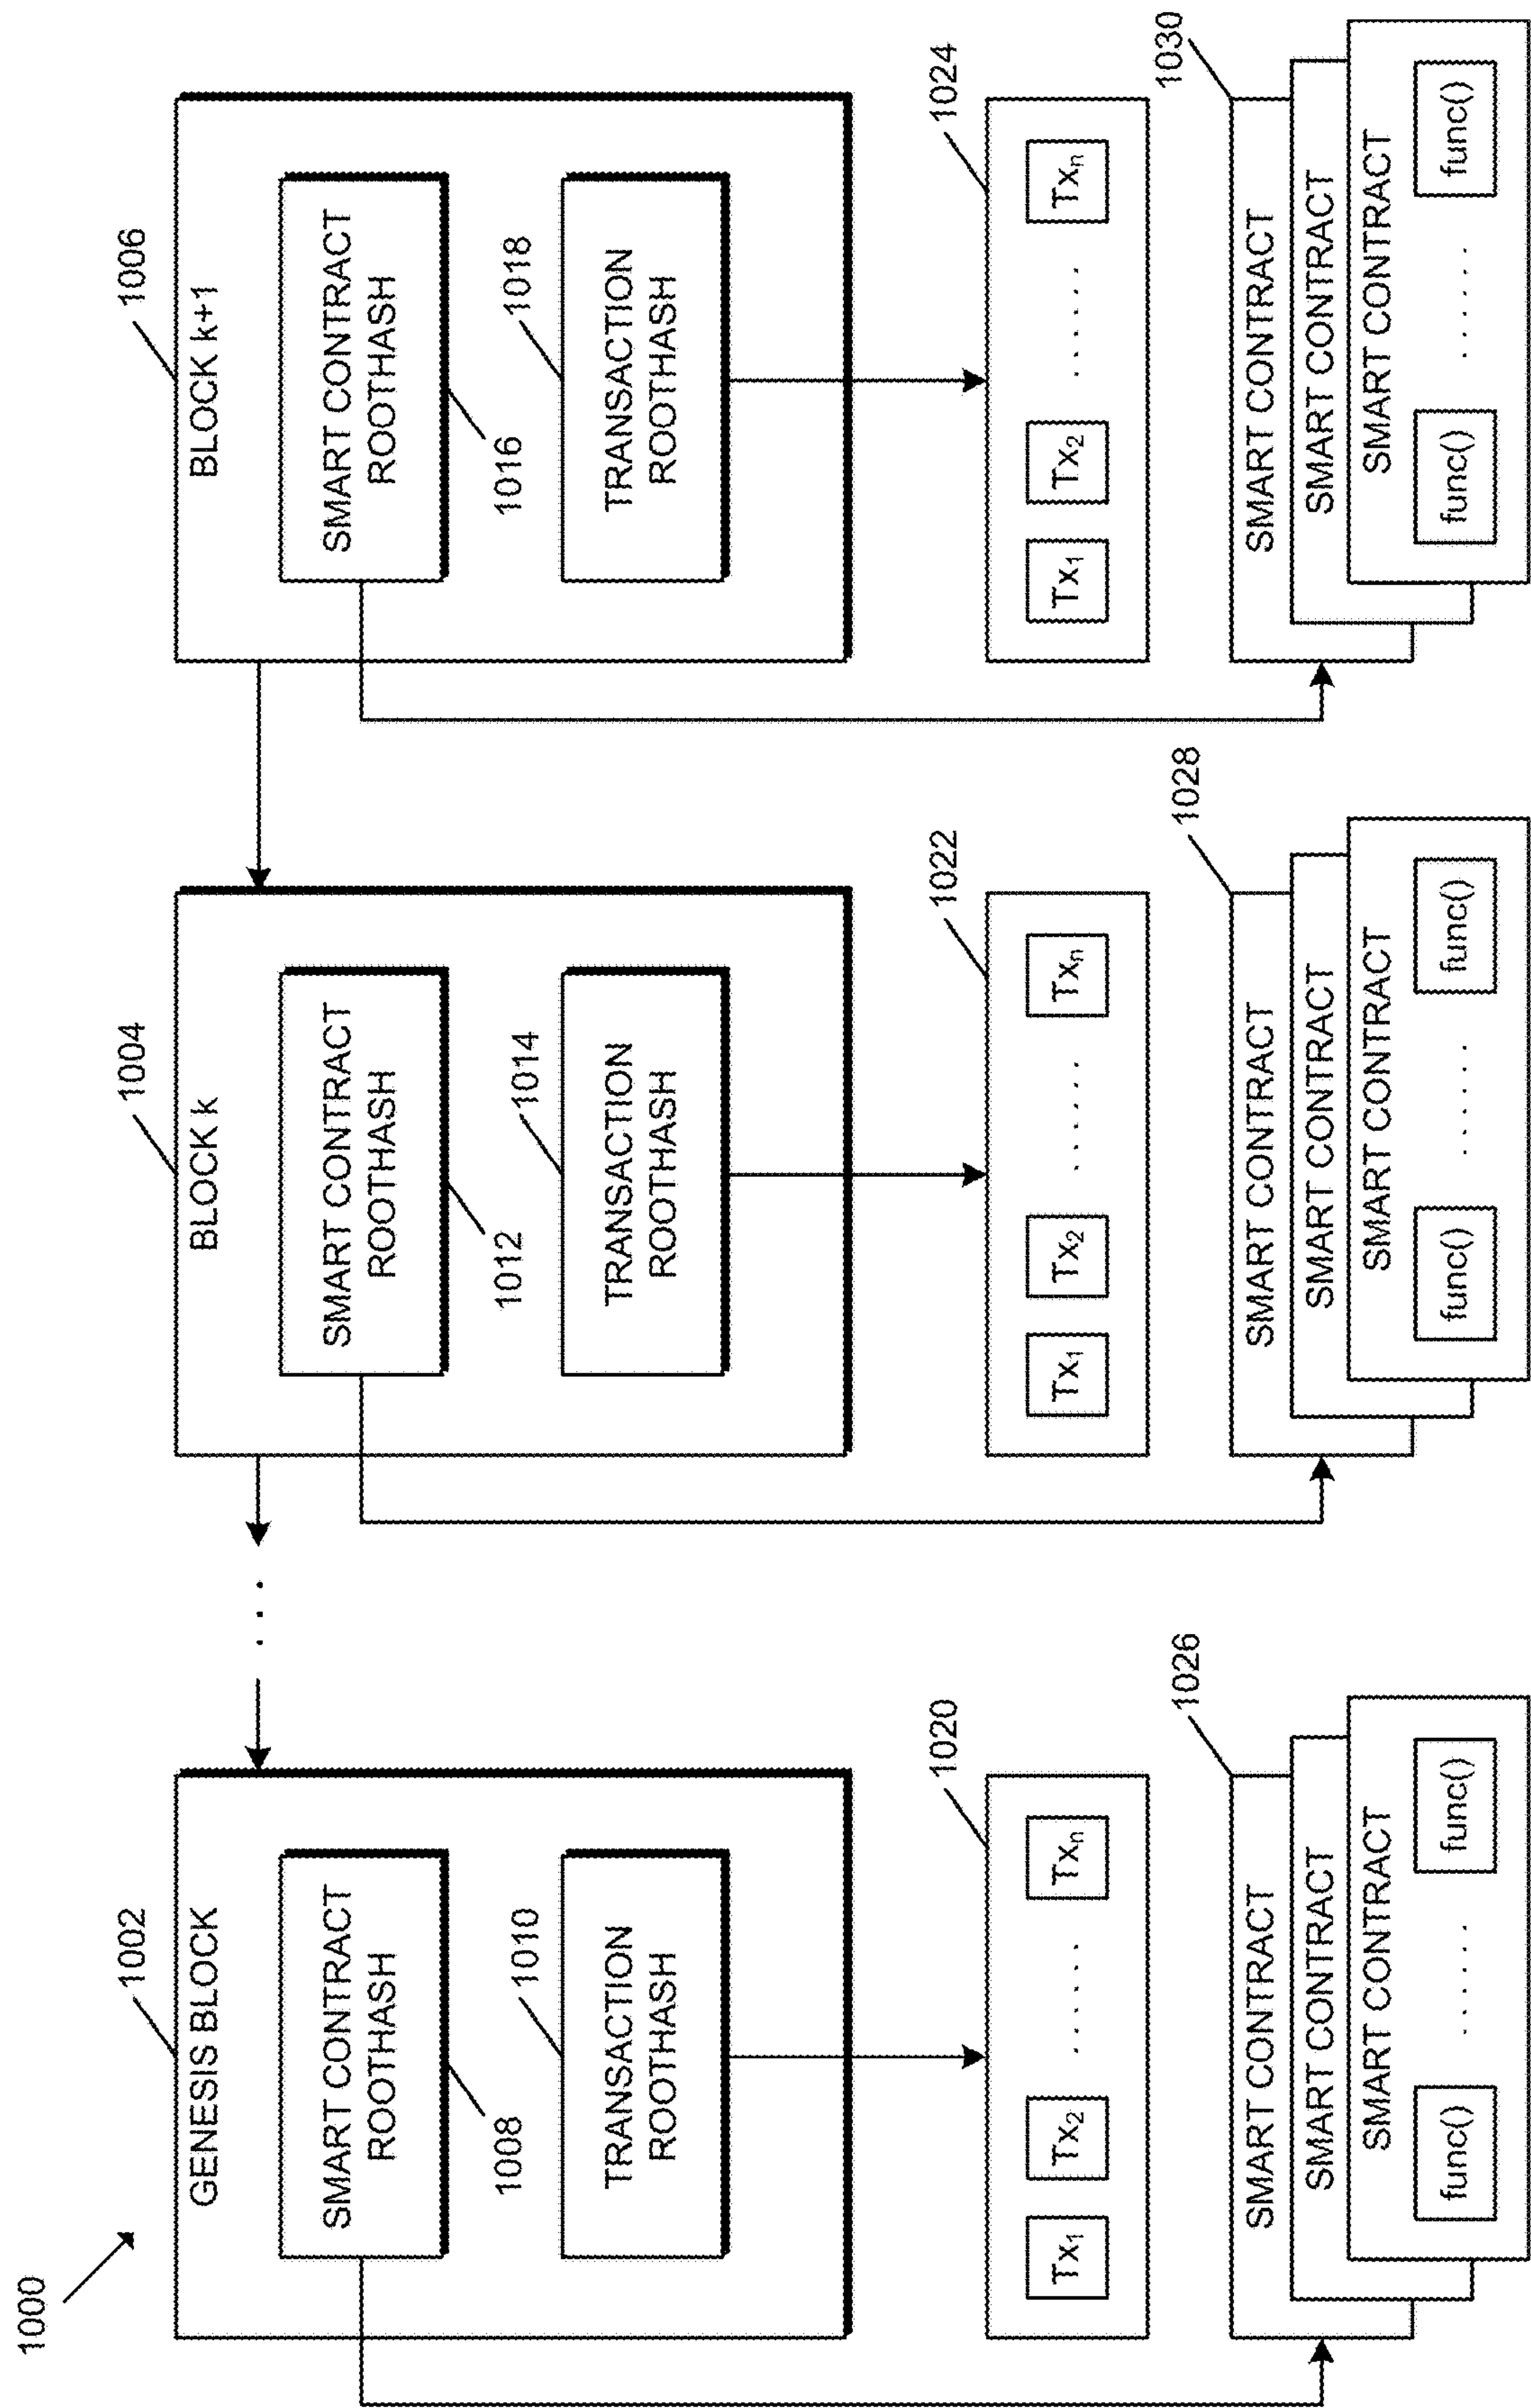 1000
1002
GENESIS BLOCK
SMART CONTRACT
ROOTHASH
1008
1010
TRANSACTION
ROOTHASH
1020
Tx1
Tx2
. . . . . .
Txn
1026
SMART CONTRACT
SMART CONTRACT
SMART CONTRACT
func()
. . . . . .
func()
. . .
1004
BLOCK k
SMART CONTRACT
ROOTHASH
1012
1014
TRANSACTION
ROOTHASH
1022
Tx1
Tx2
. . . . . .
Txn
1028
SMART CONTRACT
SMART CONTRACT
SMART CONTRACT
func()
. . . . . .
func()
1006
BLOCK k+1
SMART CONTRACT
ROOTHASH
1016
1018
TRANSACTION
ROOTHASH
1024
Tx1
Tx2
. . . . . .
Txn
1030
SMART CONTRACT
SMART CONTRACT
SMART CONTRACT
func()
. . . . . .
func()